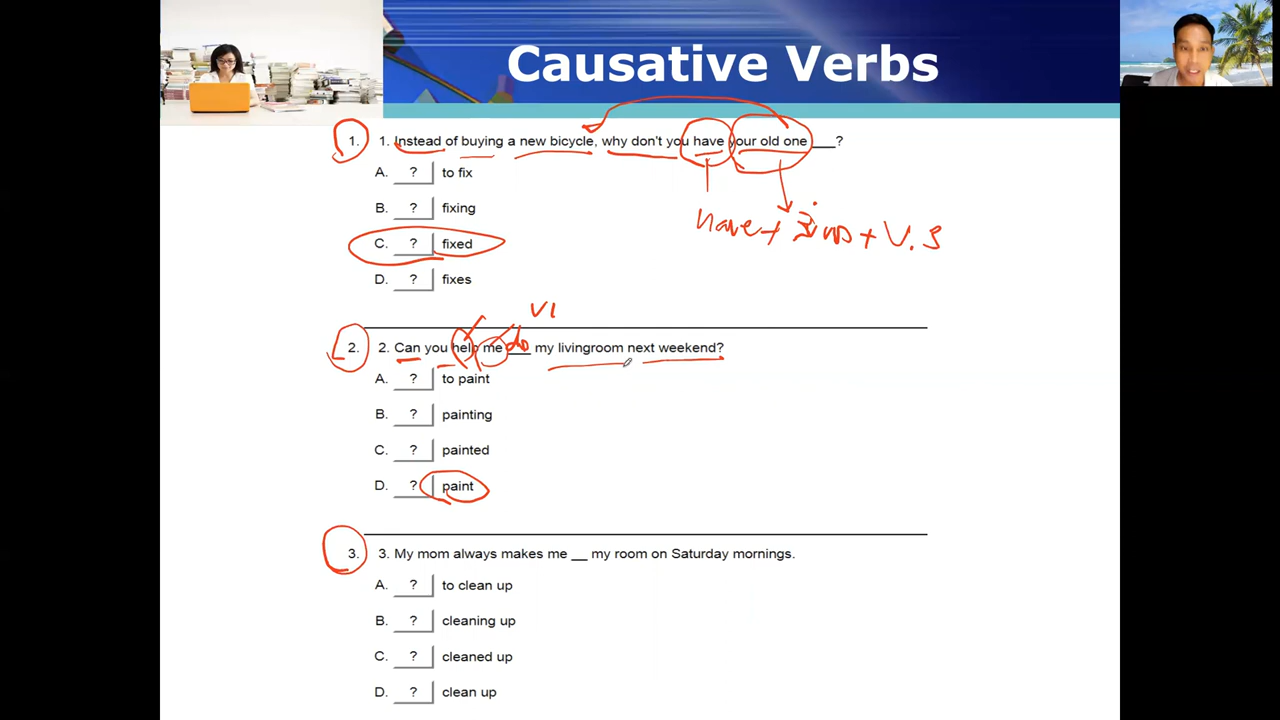 Causative Verbs
1. 1. Instead of buying a new bicycle, why don't you have your old one ___?
A. ? to fix
B. ? fixing
C. ? fixed
D. ? fixes
have +
V1
2. 2. Can you help me ___ my livingroom next weekend?
A. ? to paint
B. ? painting
C. ? painted
D. ? paint
3. 3. My mom always makes me __ my room on Saturday mornings.
A. ? to clean up
B. ? cleaning up
C. ? cleaned up
D. ? clean up